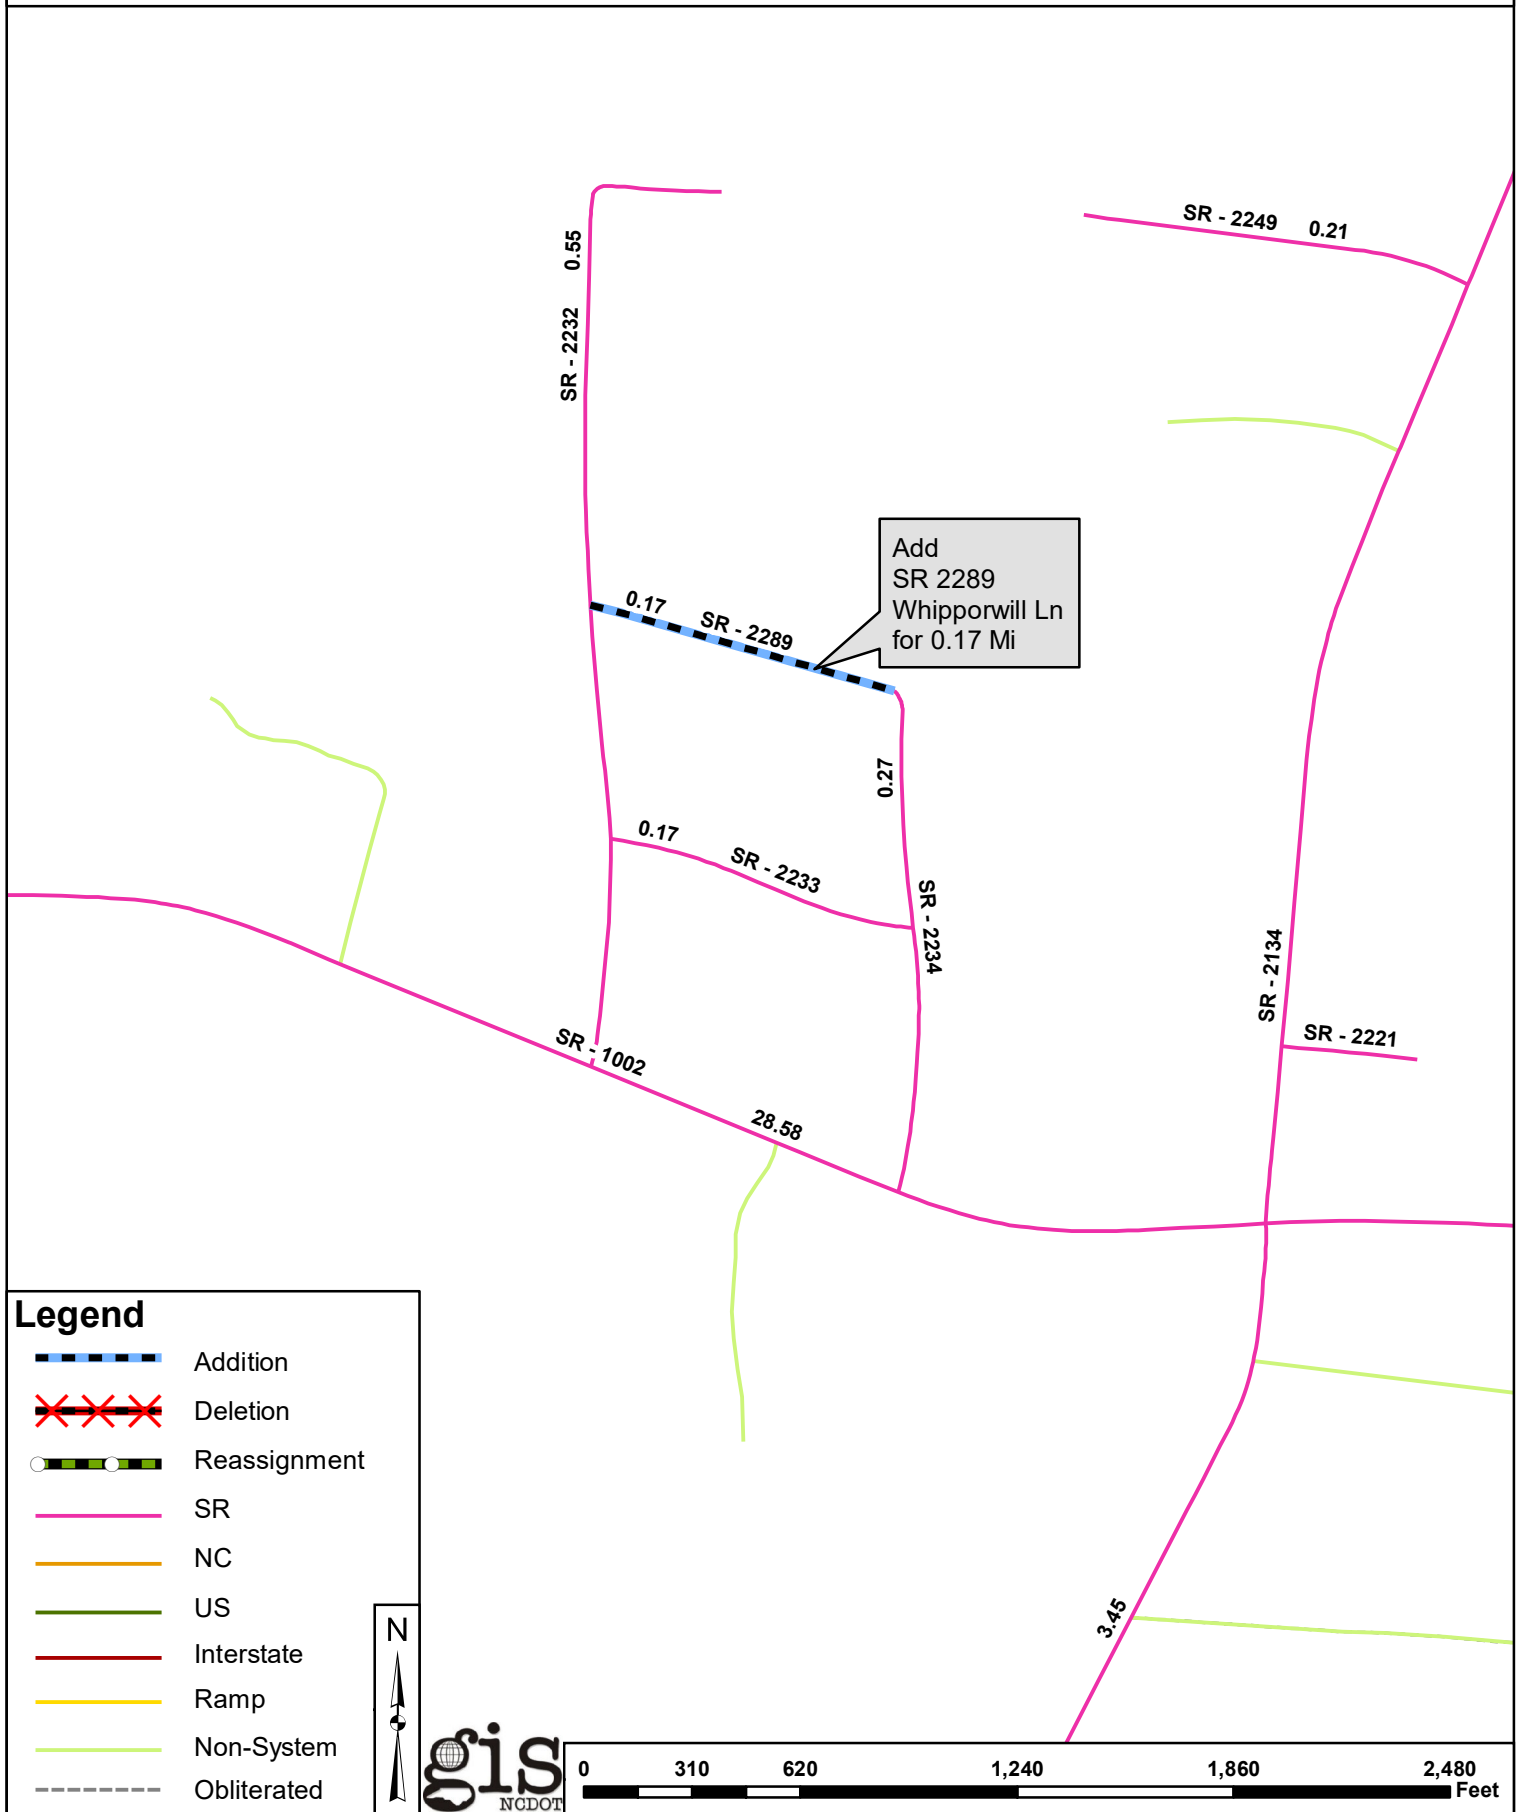 SR - 2249 0.21
0.55
SR - 2232
Add
SR 2289
Whipporwill Ln
for 0.17 Mi
0.17 SR - 2289
0.27
0.17 SR - 2233
SR - 2234
SR - 2134
SR - 2221
SR - 1002
28.58
3.45
Legend
Addition
Deletion
Reassignment
SR
NC
US
Interstate
Ramp
Non-System
Obliterated
N
gis
NCDOT
0 310 620 1,240 1,860 2,480
Feet